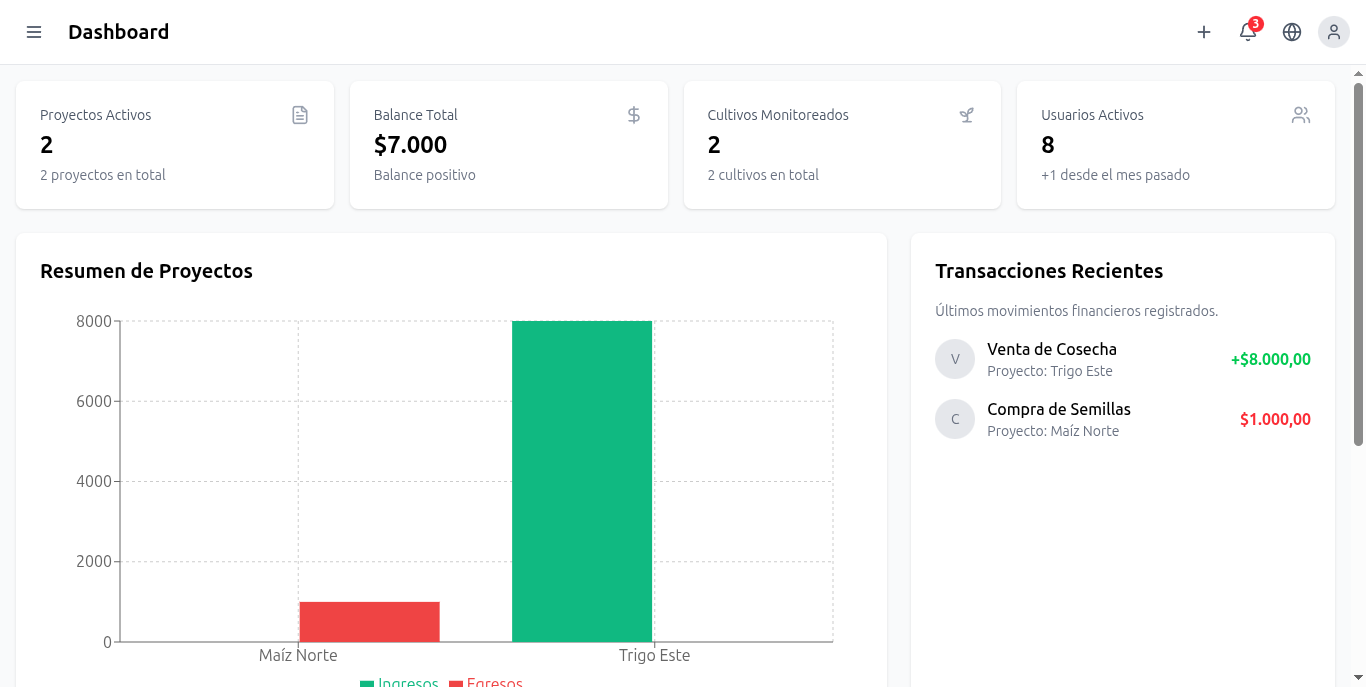 Dashboard
3
Proyectos Activos
2
2 proyectos en total
Balance Total
$7.000
Balance positivo
Cultivos Monitoreados
2
2 cultivos en total
Usuarios Activos
8
+1 desde el mes pasado
Resumen de Proyectos
8000
6000
4000
2000
0
Maíz Norte
Trigo Este
Ingresos
Egresos
Transacciones Recientes
Últimos movimientos financieros registrados.
V
Venta de Cosecha
Proyecto: Trigo Este
+$8.000,00
C
Compra de Semillas
Proyecto: Maíz Norte
$1.000,00